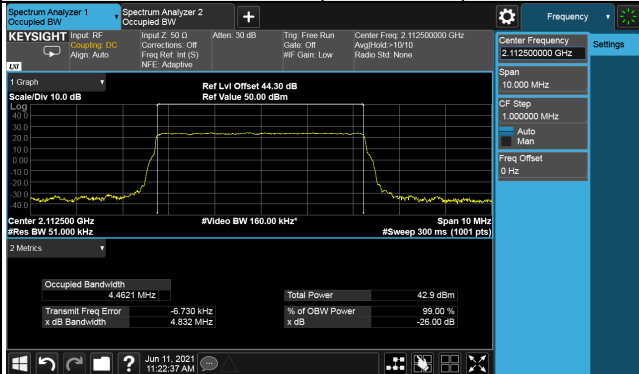 Spectrum Analyzer 1
Occupied BW
Spectrum Analyzer 2
Occupied BW
+
Frequency
KEYSIGHT
LXI
Input: RF
Coupling: DC
Align: Auto
Input Z: 50 Ω
Corrections: Off
Freq Ref: Int (S)
NFE: Adaptive
Atten: 30 dB
Trig: Free Run
Gate: Off
#IF Gain: Low
Center Freq: 2.112500000 GHz
Avg|Hold:>10/10
Radio Std: None
Center Frequency
2.112500000 GHz
Settings
Span
10.000 MHz
CF Step
1.000000 MHz
Auto
Man
Freq Offset
0 Hz
1 Graph
Scale/Div 10.0 dB
Ref Lvl Offset 44.30 dB
Ref Value 50.00 dBm
Log
40.0
30.0
20.0
10.0
0.00
-10.0
-20.0
-30.0
-40.0
Center 2.112500 GHz
#Res BW 51.000 kHz
#Video BW 160.00 kHz*
Span 10 MHz
#Sweep 300 ms (1001 pts)
2 Metrics
Occupied Bandwidth
4.4621 MHz
Total Power 42.9 dBm
Transmit Freq Error -6.730 kHz
% of OBW Power 99.00 %
x dB Bandwidth 4.832 MHz
x dB -26.00 dB
?
Jun 11, 2021
11:22:37 AM